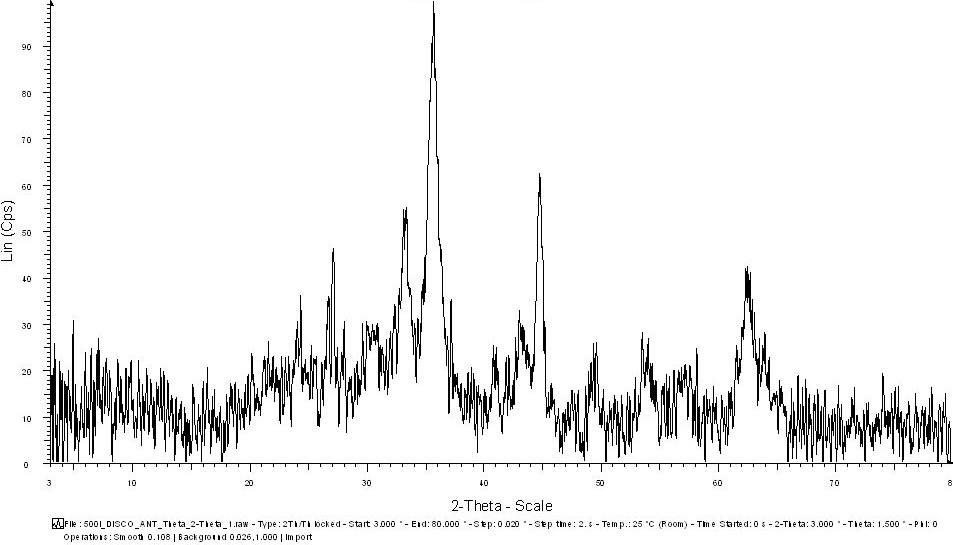 90
80
70
60
50
40
30
20
10
0
Lin (Cps)
3 10 20 30 40 50 60 70 8
2-Theta - Scale
File: 500I_DISCO_ANT_Theta_2-Theta_1.raw - Type: 2Th/Th locked - Start: 3.000 ° - End: 80.000 ° - Step: 0.020 ° - Step time: 2. s - Temp.: 25 °C (Room) - Time Started: 0 s - 2-Theta: 3.000 ° - Theta: 1.500 ° - Phi: 0
Operations: Smooth 0.108 | Background 0.026,1.000 | Import